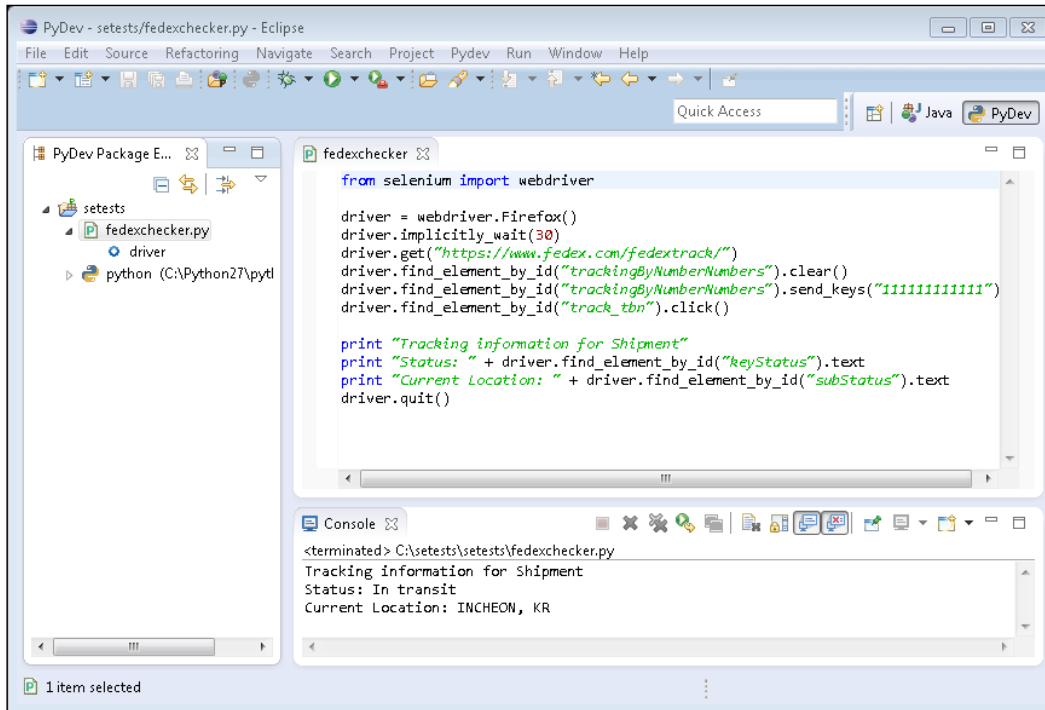 PyDev - setests/fedexchecker.py - Eclipse
File Edit Source Refactoring Navigate Search Project Pydev Run Window Help
Quick Access
Java
PyDev
PyDev Package E...
setests
fedexchecker.py
driver
python (C:\Python27\pytl
fedexchecker
from selenium import webdriver
driver = webdriver.Firefox()
driver.implicitly_wait(30)
driver.get("https://www.fedex.com/fedextrack/")
driver.find_element_by_id("trackingByNumberNumbers").clear()
driver.find_element_by_id("trackingByNumberNumbers").send_keys("111111111111")
driver.find_element_by_id("track_tbn").click()
print "Tracking information for Shipment"
print "Status: " + driver.find_element_by_id("keyStatus").text
print "Current Location: " + driver.find_element_by_id("subStatus").text
driver.quit()
Console
<terminated> C:\setests\setests\fedexchecker.py
Tracking information for Shipment
Status: In transit
Current Location: INCHEON, KR
1 item selected